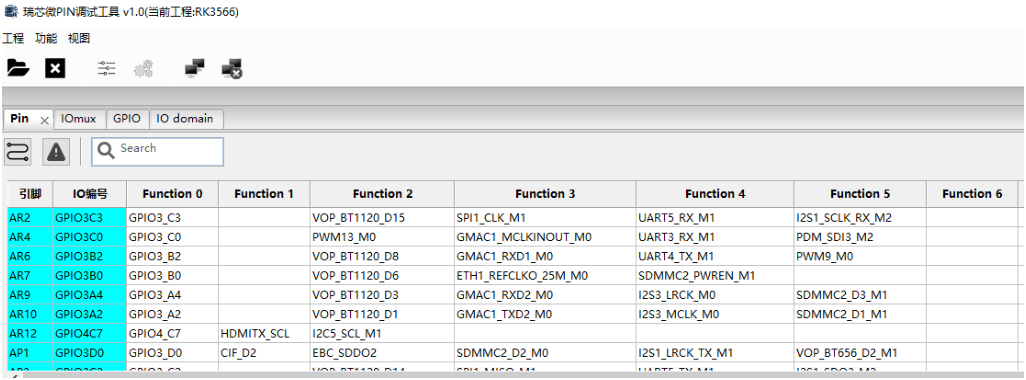 瑞芯微PIN调试工具 v1.0(当前工程:RK3566)
工程 功能 视图
Pin IOmux GPIO IO domain
Search
引脚 IO编号 Function 0 Function 1 Function 2 Function 3 Function 4 Function 5 Function 6
AR2 GPIO3C3 GPIO3_C3 VOP_BT1120_D15 SPI1_CLK_M1 UART5_RX_M1 I2S1_SCLK_RX_M2
AR4 GPIO3C0 GPIO3_C0 PWM13_M0 GMAC1_MCLKINOUT_M0 UART3_RX_M1 PDM_SDI3_M2
AR6 GPIO3B2 GPIO3_B2 VOP_BT1120_D8 GMAC1_RXD1_M0 UART4_TX_M1 PWM9_M0
AR7 GPIO3B0 GPIO3_B0 VOP_BT1120_D6 ETH1_REFCLKO_25M_M0 SDMMC2_PWREN_M1
AR9 GPIO3A4 GPIO3_A4 VOP_BT1120_D3 GMAC1_RXD2_M0 I2S3_LRCK_M0 SDMMC2_D3_M1
AR10 GPIO3A2 GPIO3_A2 VOP_BT1120_D1 GMAC1_TXD2_M0 I2S3_MCLK_M0 SDMMC2_D1_M1
AR12 GPIO4C7 GPIO4_C7 HDMITX_SCL I2C5_SCL_M1
AP1 GPIO3D0 GPIO3_D0 CIF_D2 EBC_SDDO2 SDMMC2_D2_M0 I2S1_LRCK_TX_M1 VOP_BT656_D2_M1